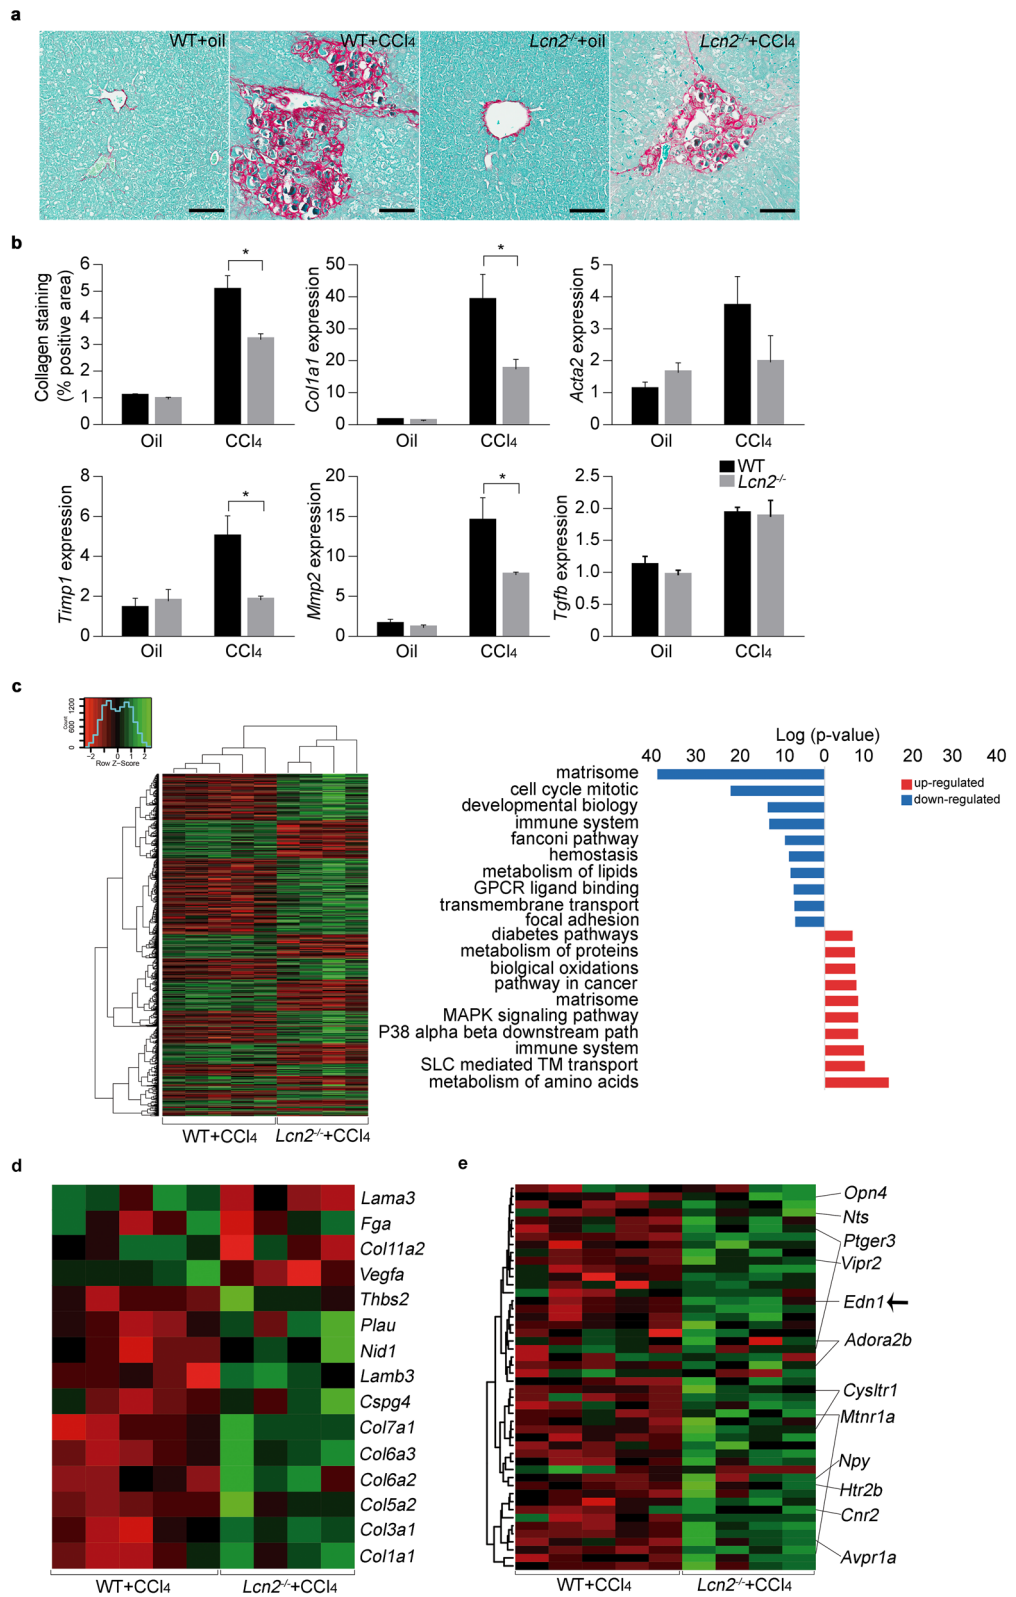 a
WT+oil
WT+CCl4
Lcn2-/-+oil
Lcn2-/-+CCl4
b
Collagen staining
(% positive area)
6
5
4
3
2
1
0
*
Oil
CCl4
Col1a1 expression
50
40
30
20
10
0
*
Oil
CCl4
Acta2 expression
5
4
3
2
1
0
Oil
CCl4
Timp1 expression
8
6
4
2
0
*
Oil
CCl4
Mmp2 expression
20
15
10
5
0
*
Oil
CCl4
WT
Lcn2-/-
Tgfb expression
2.5
2.0
1.5
1.0
0.5
0
Oil
CCl4
c
Count
0 600 1200
-2 -1 0 1 2
Row Z-Score
WT+CCl4
Lcn2-/-+CCl4
Log (p-value)
40 30 20 10 0 10 20 30 40
up-regulated
down-regulated
matrisome
cell cycle mitotic
developmental biology
immune system
fanconi pathway
hemostasis
metabolism of lipids
GPCR ligand binding
transmembrane transport
focal adhesion
diabetes pathways
metabolism of proteins
biolgical oxidations
pathway in cancer
matrisome
MAPK signaling pathway
P38 alpha beta downstream path
immune system
SLC mediated TM transport
metabolism of amino acids
d
Lama3
Fga
Col11a2
Vegfa
Thbs2
Plau
Nid1
Lamb3
Cspg4
Col7a1
Col6a3
Col6a2
Col5a2
Col3a1
Col1a1
WT+CCl4
Lcn2-/-+CCl4
e
Opn4
Nts
Ptger3
Vipr2
Edn1
Adora2b
Cysltr1
Mtnr1a
Npy
Htr2b
Cnr2
Avpr1a
WT+CCl4
Lcn2-/-+CCl4